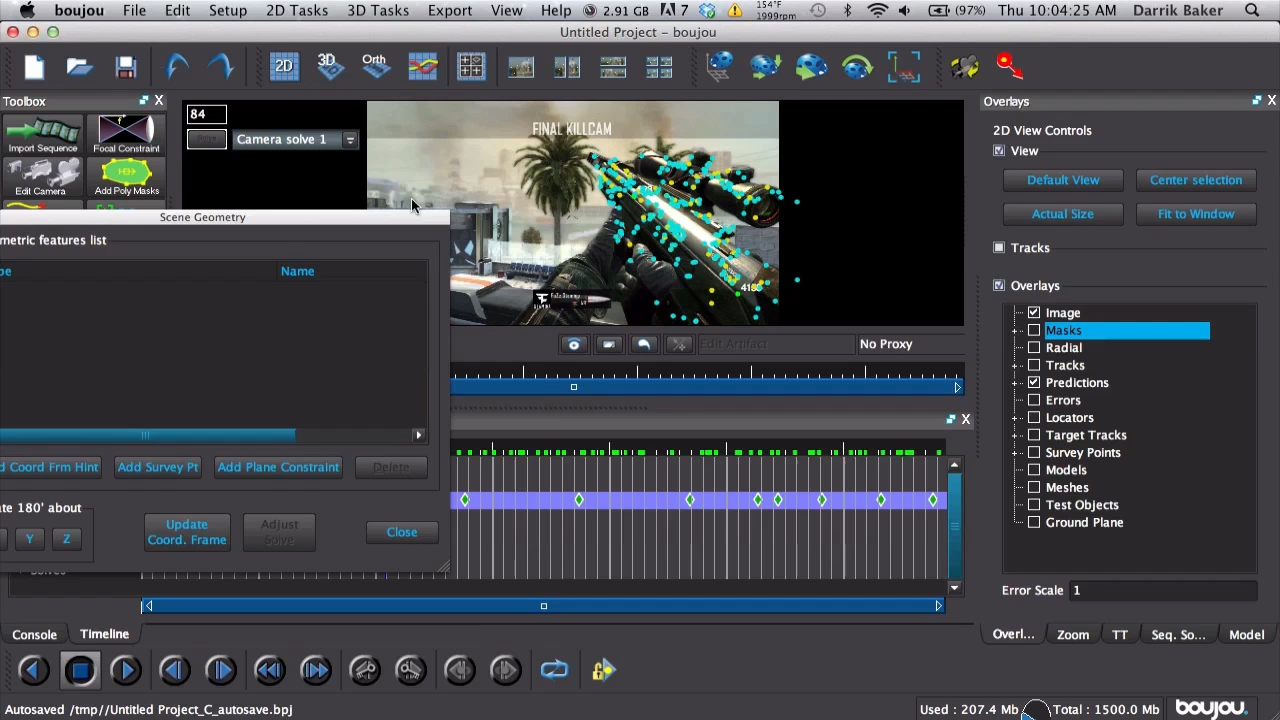 boujou File Edit Setup 2D Tasks 3D Tasks Export View Help 2.91 GB 7 154°F 1999rpm (97%) Thu 10:04:25 AM Darrik Baker
Untitled Project - boujou
2D 3D Orth
Toolbox
Overlays
Import Sequence Focal Constraint
Edit Camera Add Poly Masks
84
Camera solve 1
FINAL KILLCAM
418
2D View Controls
View
Default View Center selection
Actual Size Fit to Window
Tracks
Overlays
Image
Masks
Radial
Tracks
Predictions
Errors
Locators
Target Tracks
Survey Points
Models
Meshes
Test Objects
Ground Plane
Error Scale 1
Overl... Zoom TT Seq. So... Model
Scene Geometry
metric features list
pe Name
d Coord Frm Hint Add Survey Pt Add Plane Constraint Delete
ate 180' about
Y Z
Update Coord. Frame
Adjust Solve
Close
Edit Artifact No Proxy
Solves
Console Timeline
Autosaved /tmp//Untitled Project_C_autosave.bpj
Used : 207.4 Mb Total : 1500.0 Mb boujou.